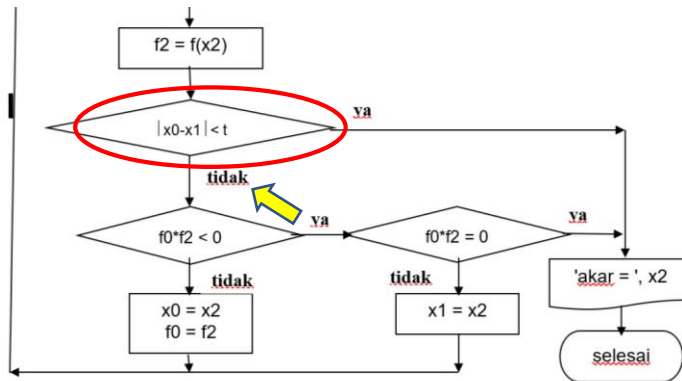 f2 = f(x2)
ya
|x0-x1| < t
tidak
ya
ya
f0*f2 < 0
f0*f2 = 0
tidak
tidak
'akar = ', x2
x0 = x2
f0 = f2
x1 = x2
selesai